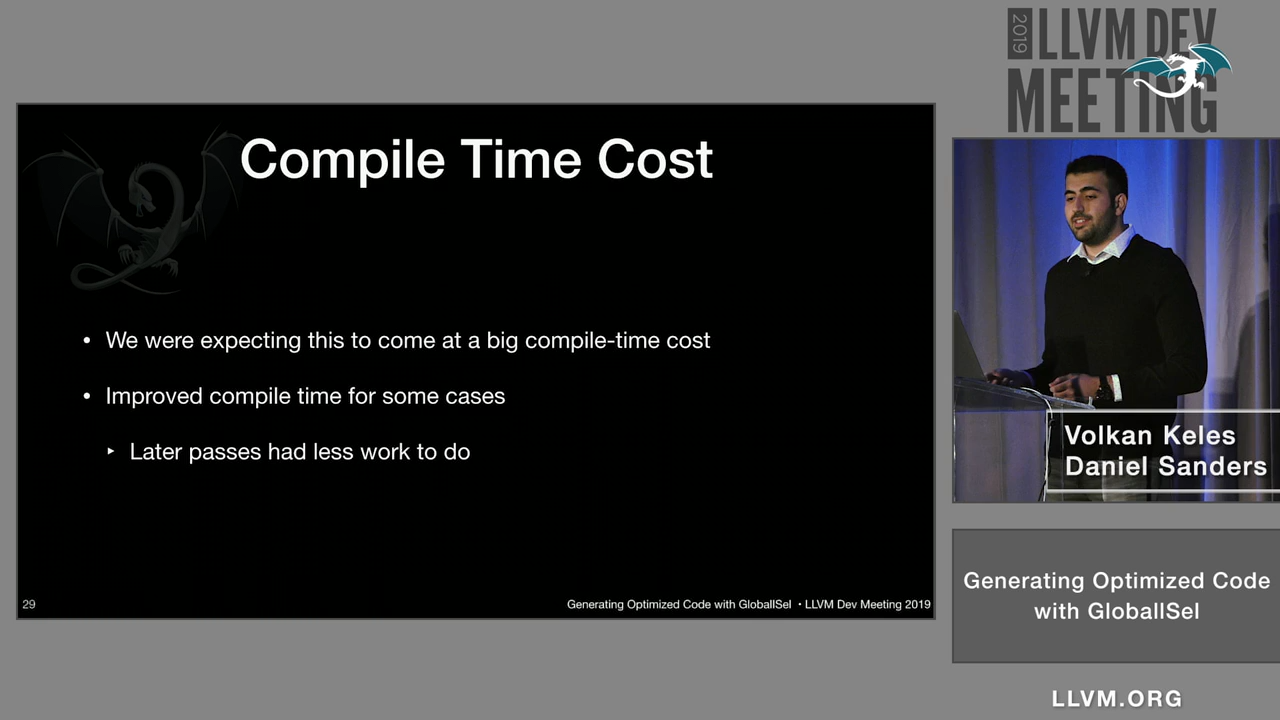 2019 LLVM DEV
MEETING
Compile Time Cost
• We were expecting this to come at a big compile-time cost
• Improved compile time for some cases
‣ Later passes had less work to do
29
Generating Optimized Code with GlobalISel • LLVM Dev Meeting 2019
Volkan Keles
Daniel Sanders
Generating Optimized Code
with GlobalISel
LLVM.ORG